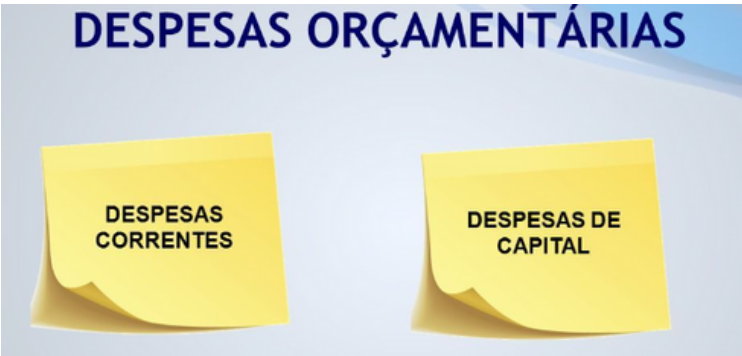 DESPESAS ORÇAMENTÁRIAS
DESPESAS
CORRENTES
DESPESAS DE
CAPITAL